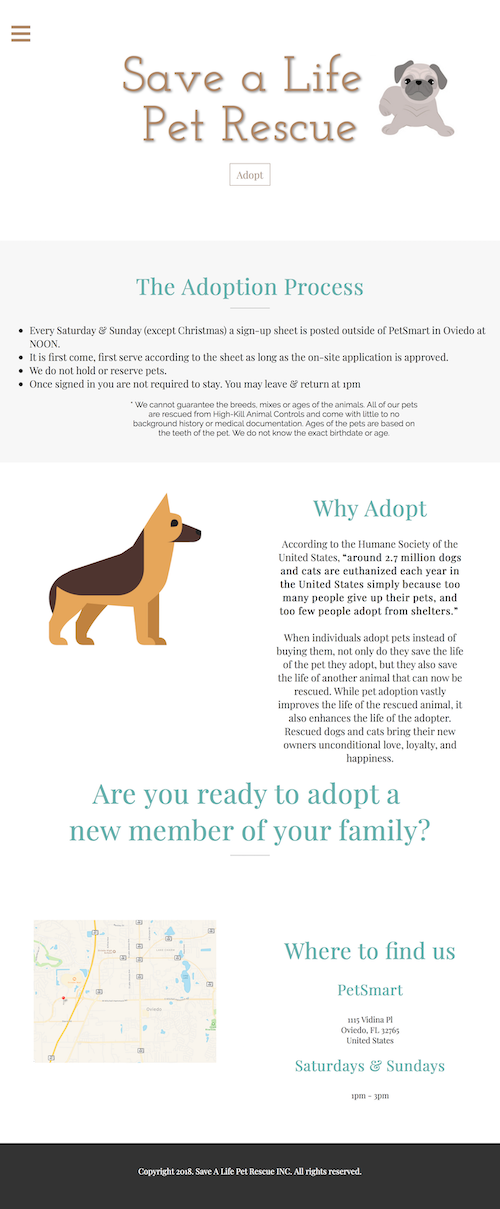 Save a Life
Pet Rescue
Adopt
The Adoption Process
Every Saturday & Sunday (except Christmas) a sign-up sheet is posted outside of PetSmart in Oviedo at
NOON.
It is first come, first serve according to the sheet as long as the on-site application is approved.
We do not hold or reserve pets.
Once signed in you are not required to stay. You may leave & return at 1pm
* We cannot guarantee the breeds, mixes or ages of the animals. All of our pets
are rescued from High-Kill Animal Controls and come with little to no
background history or medical documentation. Ages of the pets are based on
the teeth of the pet. We do not know the exact birthdate or age.
Why Adopt
According to the Humane Society of the
United States, “around 2.7 million dogs
and cats are euthanized each year in
the United States simply because too
many people give up their pets, and
too few people adopt from shelters.”
When individuals adopt pets instead of
buying them, not only do they save the life
of the pet they adopt, but they also save
the life of another animal that can now be
rescued. While pet adoption vastly
improves the life of the rescued animal, it
also enhances the life of the adopter.
Rescued dogs and cats bring their new
owners unconditional love, loyalty, and
happiness.
Are you ready to adopt a
new member of your family?
Oviedo
Where to find us
PetSmart
1115 Vidina Pl
Oviedo, FL 32765
United States
Saturdays & Sundays
1pm - 3pm
Copyright 2018. Save A Life Pet Rescue INC. All rights reserved.